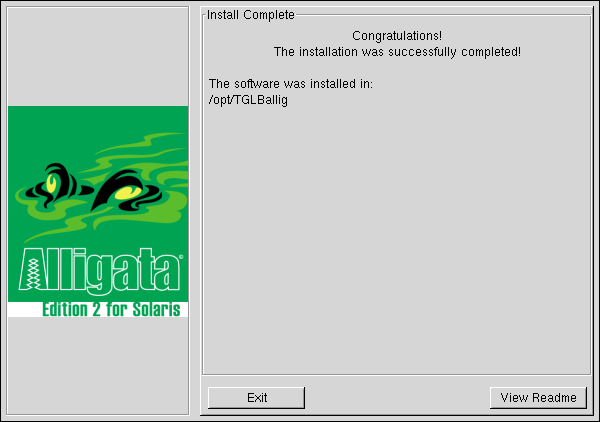 Install Complete
Congratulations!
The installation was successfully completed!
The software was installed in:
/opt/TGLBallig
Alligata®
Edition 2 for Solaris
Exit
View Readme